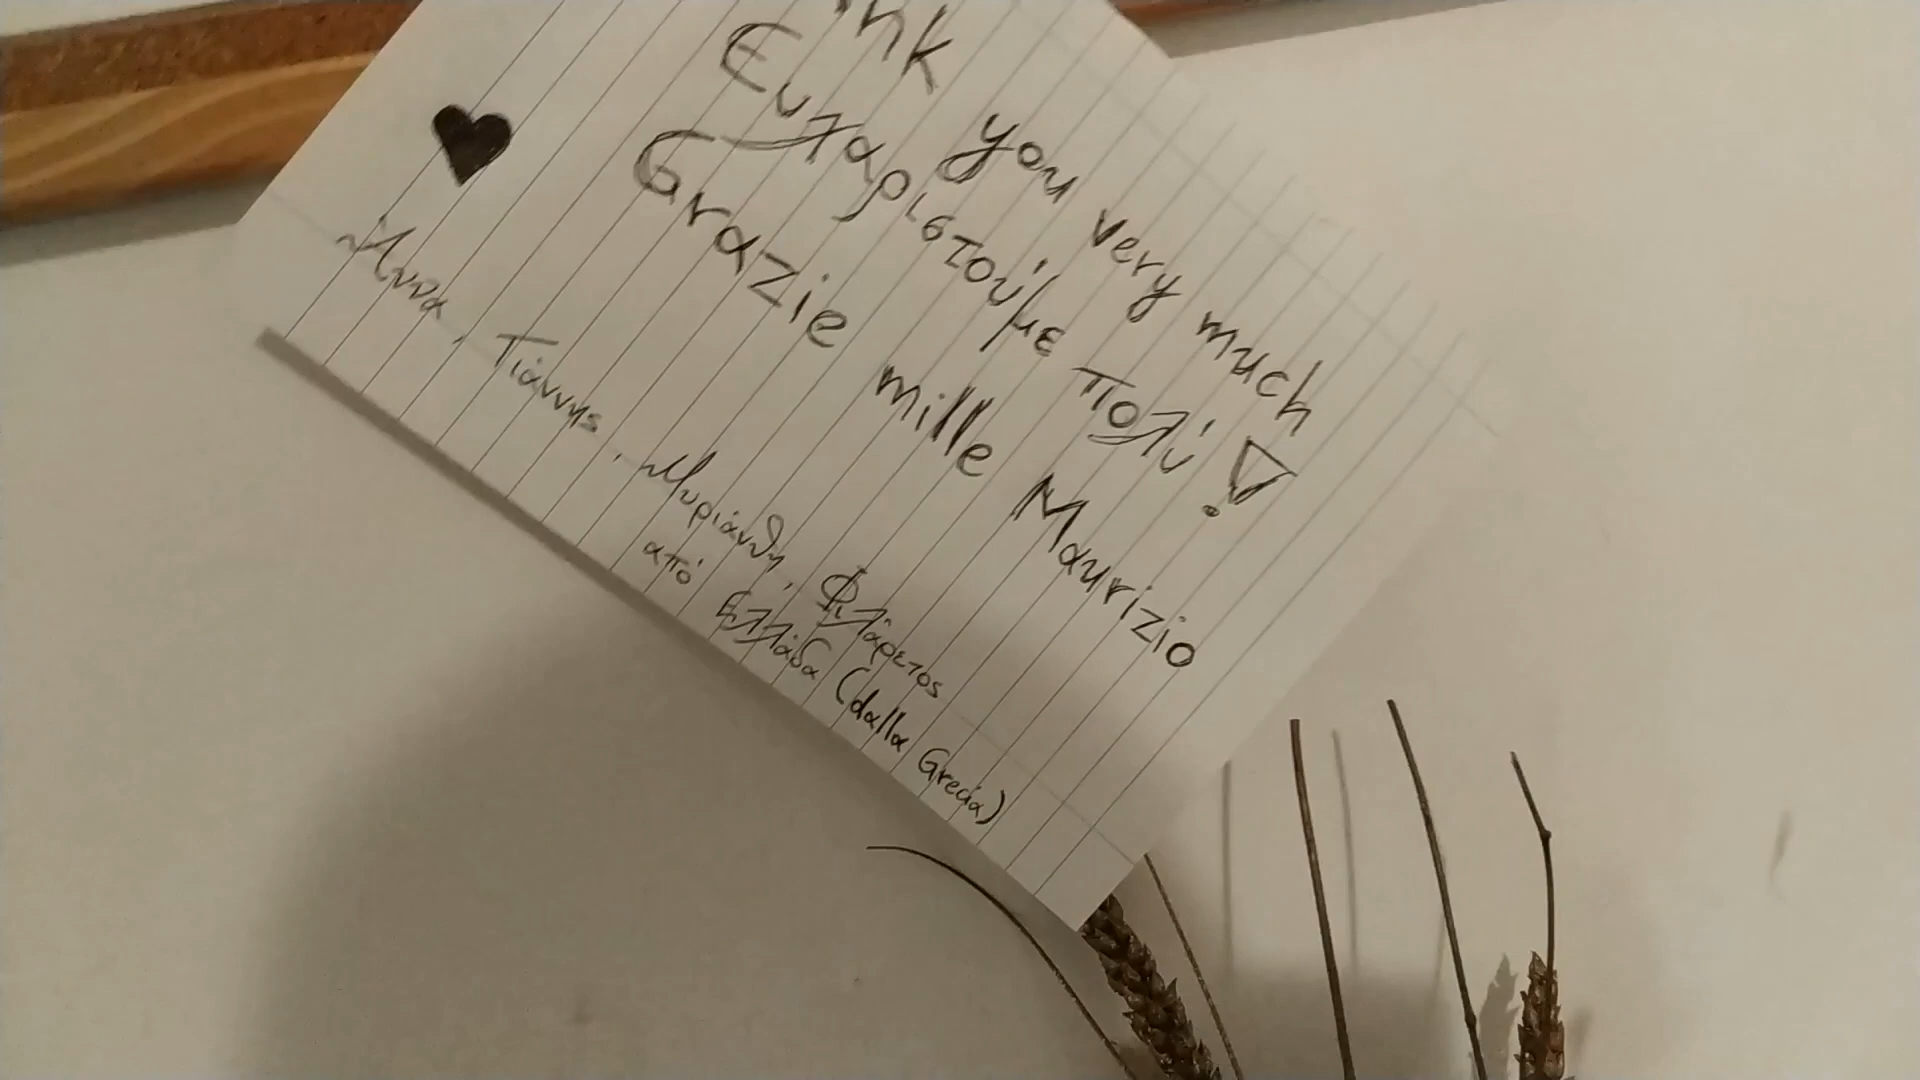 nk you very much
Ευχαριστούμε πολύ!
Grazie mille Maurizio
Άννα, Γιάννης, Μυριάνθη, Φιλάρετος
από Ελλάδα (dalla Grecia)